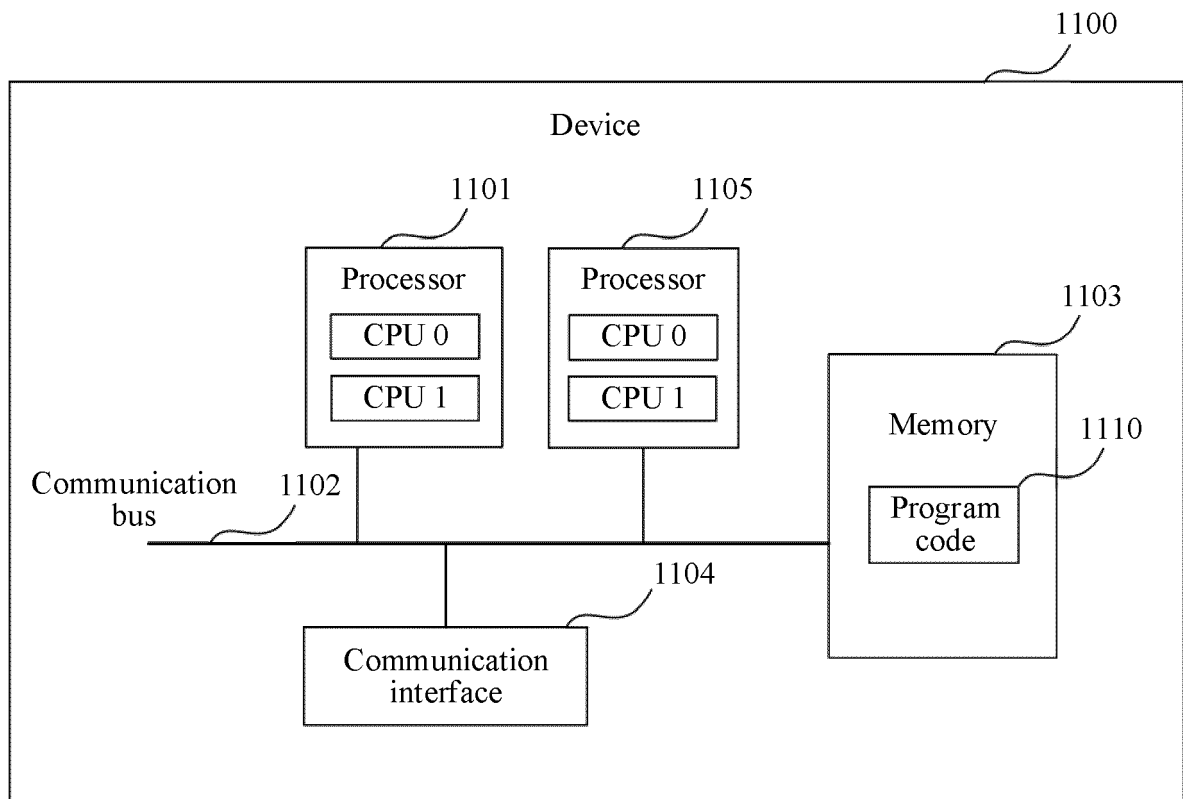 1100
Device
1101
1105
Processor
CPU 0
CPU 1
Processor
CPU 0
CPU 1
1103
Memory
1110
Program
code
Communication
bus
1102
1104
Communication
interface